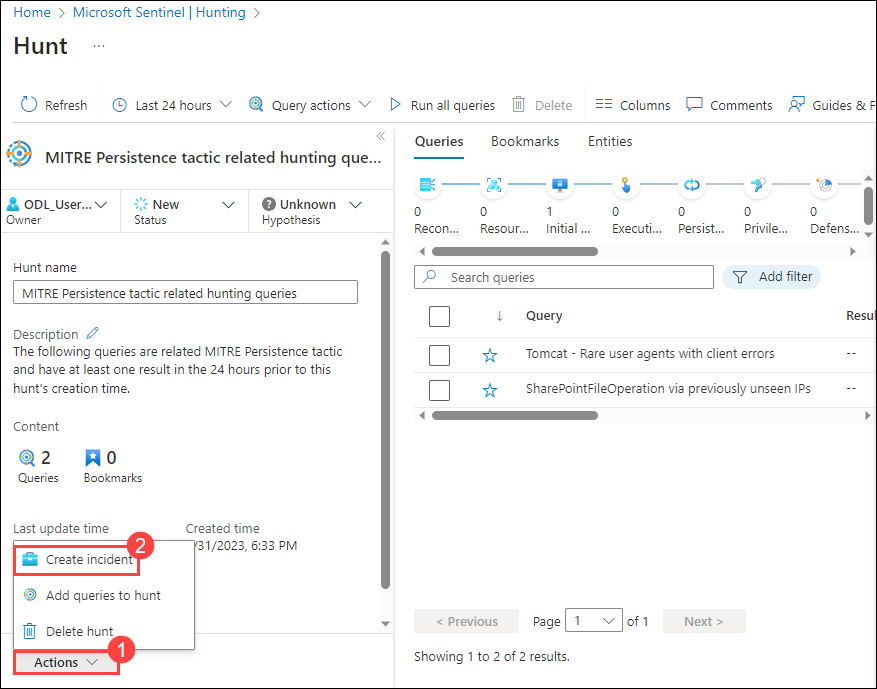 Home > Microsoft Sentinel | Hunting >
Hunt ...
Refresh Last 24 hours Query actions Run all queries Delete Columns Comments Guides & F
MITRE Persistence tactic related hunting que...
ODL_User...
Owner
New
Status
Unknown
Hypothesis
Hunt name
MITRE Persistence tactic related hunting queries
Description
The following queries are related MITRE Persistence tactic
and have at least one result in the 24 hours prior to this
hunt's creation time.
Content
2
Queries
0
Bookmarks
Last update time
Created time
/31/2023, 6:33 PM
Create incident
2
Add queries to hunt
Delete hunt
1
Actions
Queries Bookmarks Entities
0 0 1 0 0 0 0
Recon... Resour... Initial ... Executi... Persist... Privile... Defens...
Search queries
Add filter
Query Resul
Tomcat - Rare user agents with client errors --
SharePointFileOperation via previously unseen IPs --
< Previous Page 1 of 1 Next >
Showing 1 to 2 of 2 results.